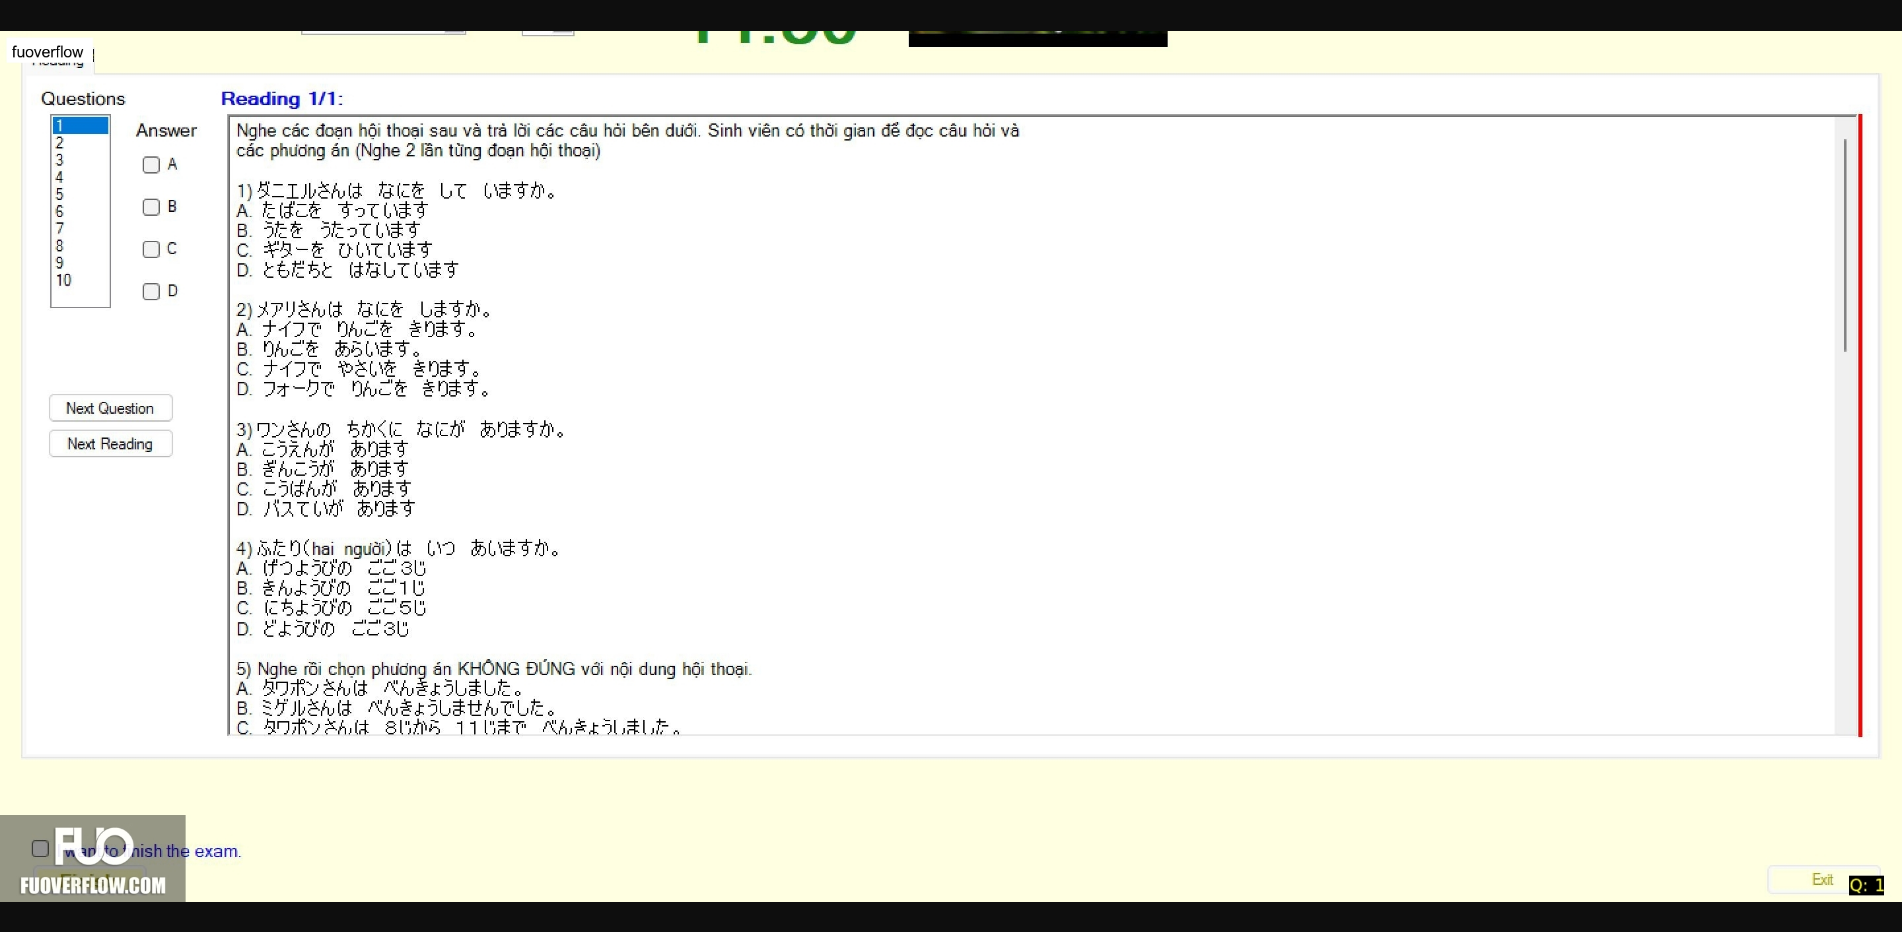 fuoverflow
Reading
Questions
Reading 1/1:
1
2
3
4
5
6
7
8
9
10
Answer
A
B
C
D
Next Question
Next Reading
Nghe các đoạn hội thoại sau và trả lời các câu hỏi bên dưới. Sinh viên có thời gian để đọc câu hỏi và
các phương án (Nghe 2 lần từng đoạn hội thoại)
1) ダニエルさんは　なにを　して　いますか。
A. たばこを　すっています
B. うたを　うたっています
C. ギターを　ひいています
D. ともだちと　はなしています
2) メアリさんは　なにを　しますか。
A. ナイフで　りんごを　きります。
B. りんごを　あらいます。
C. ナイフで　やさいを　きります。
D. フォークで　りんごを　きります。
3) ワンさんの　ちかくに　なにが　ありますか。
A. こうえんが　あります
B. ぎんこうが　あります
C. こうばんが　あります
D. バスていが　あります
4) ふたり(hai người)は　いつ　あいますか。
A. げつようびの　ごご３じ
B. きんようびの　ごご１じ
C. にちようびの　ごご５じ
D. どようびの　ごご３じ
5) Nghe rồi chọn phương án KHÔNG ĐÚNG với nội dung hội thoại.
A. タワポンさんは　べんきょうしました。
B. ミゲルさんは　べんきょうしませんでした。
C. タワポンさんは　８じから　１１じまで　べんきょうしました。
I want to finish the exam.
FUO
FUOVERFLOW.COM
Exit
Q: 1